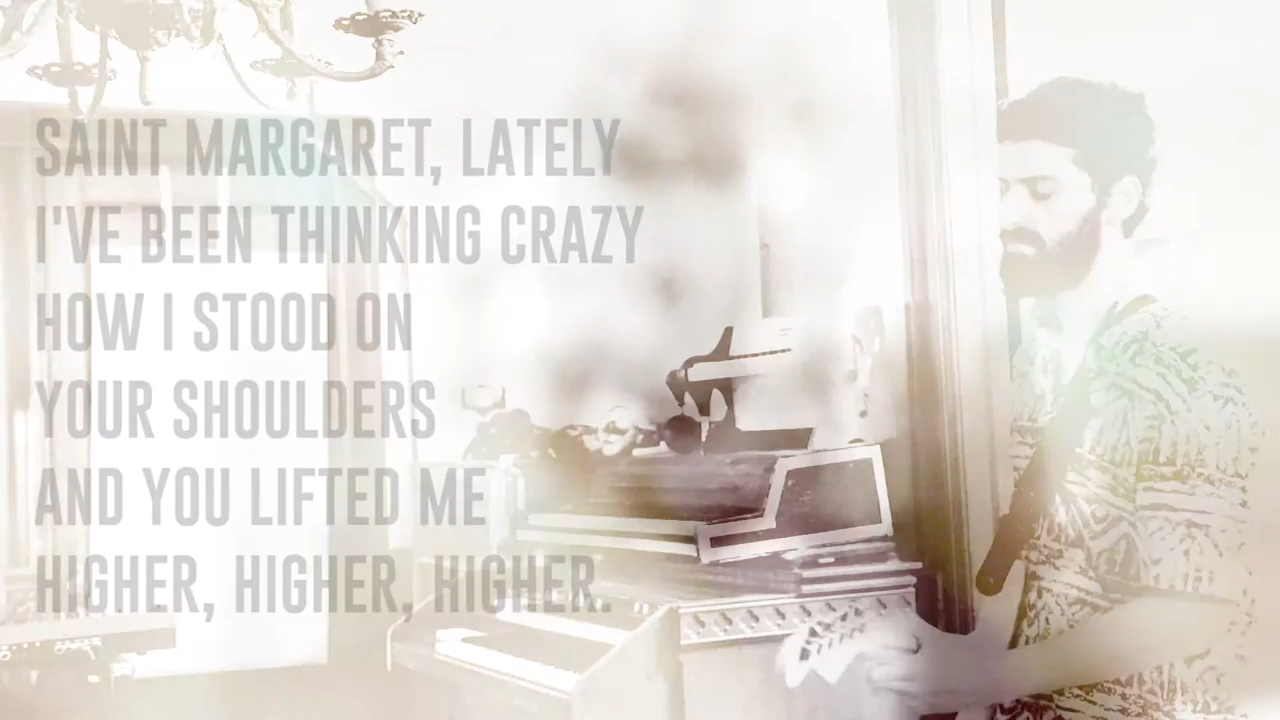 SAINT MARGARET, LATELY
I'VE BEEN THINKING CRAZY
HOW I STOOD ON
YOUR SHOULDERS
AND YOU LIFTED ME
HIGHER, HIGHER, HIGHER.